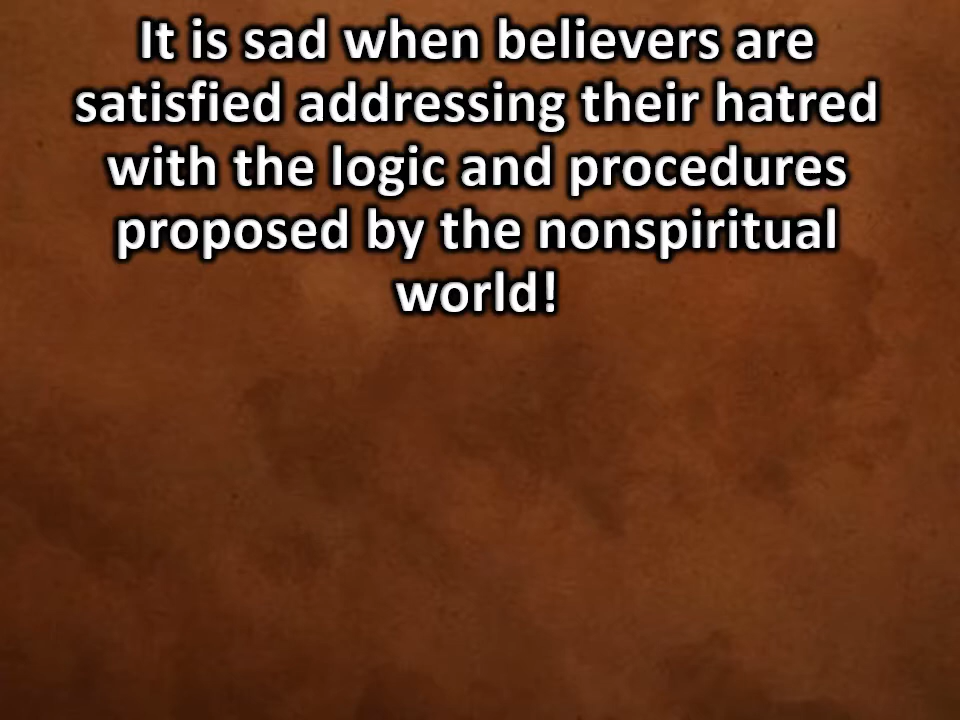 It is sad when believers are
satisfied addressing their hatred
with the logic and procedures
proposed by the nonspiritual
world!